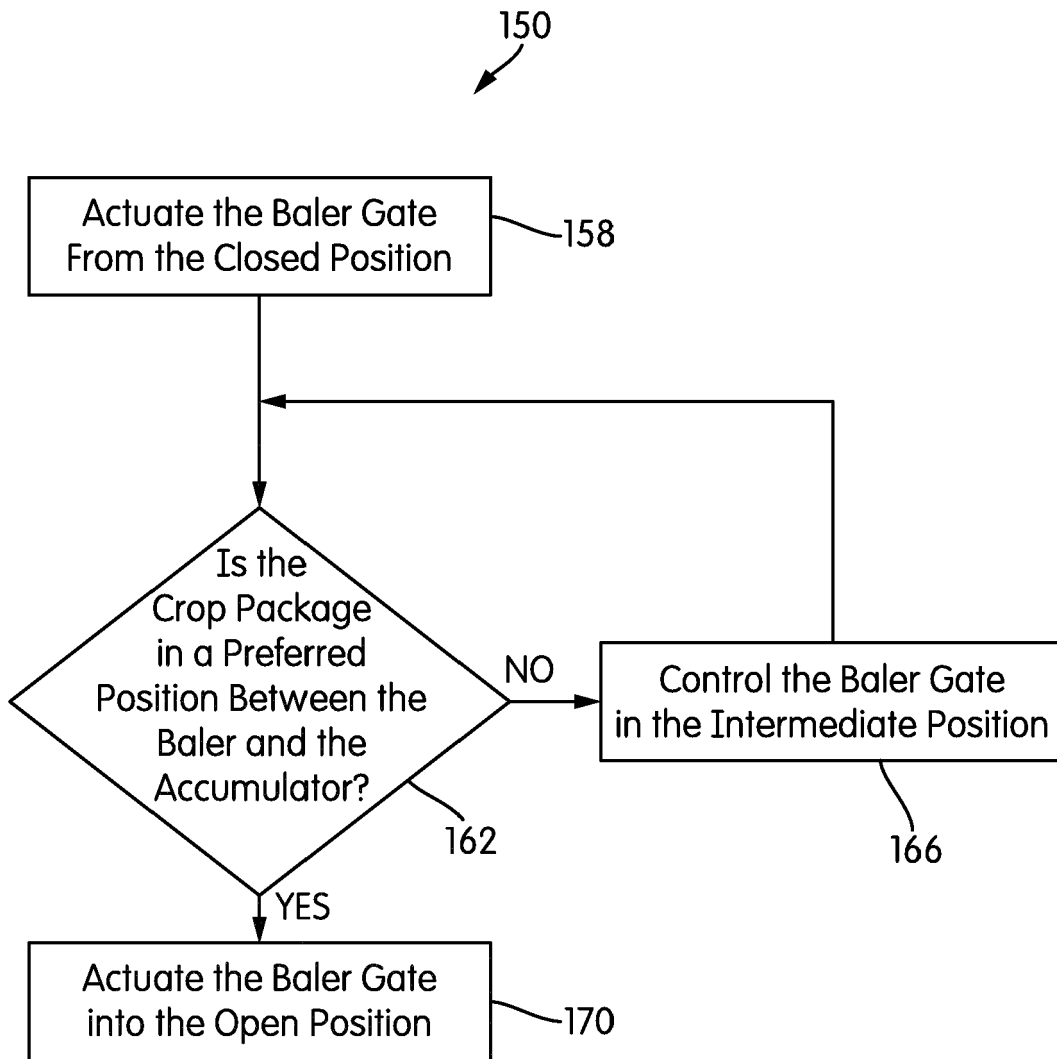 150
Actuate the Baler Gate
From the Closed Position
158
Is the
Crop Package
in a Preferred
Position Between the
Baler and the
Accumulator?
162
NO
Control the Baler Gate
in the Intermediate Position
166
YES
Actuate the Baler Gate
into the Open Position
170